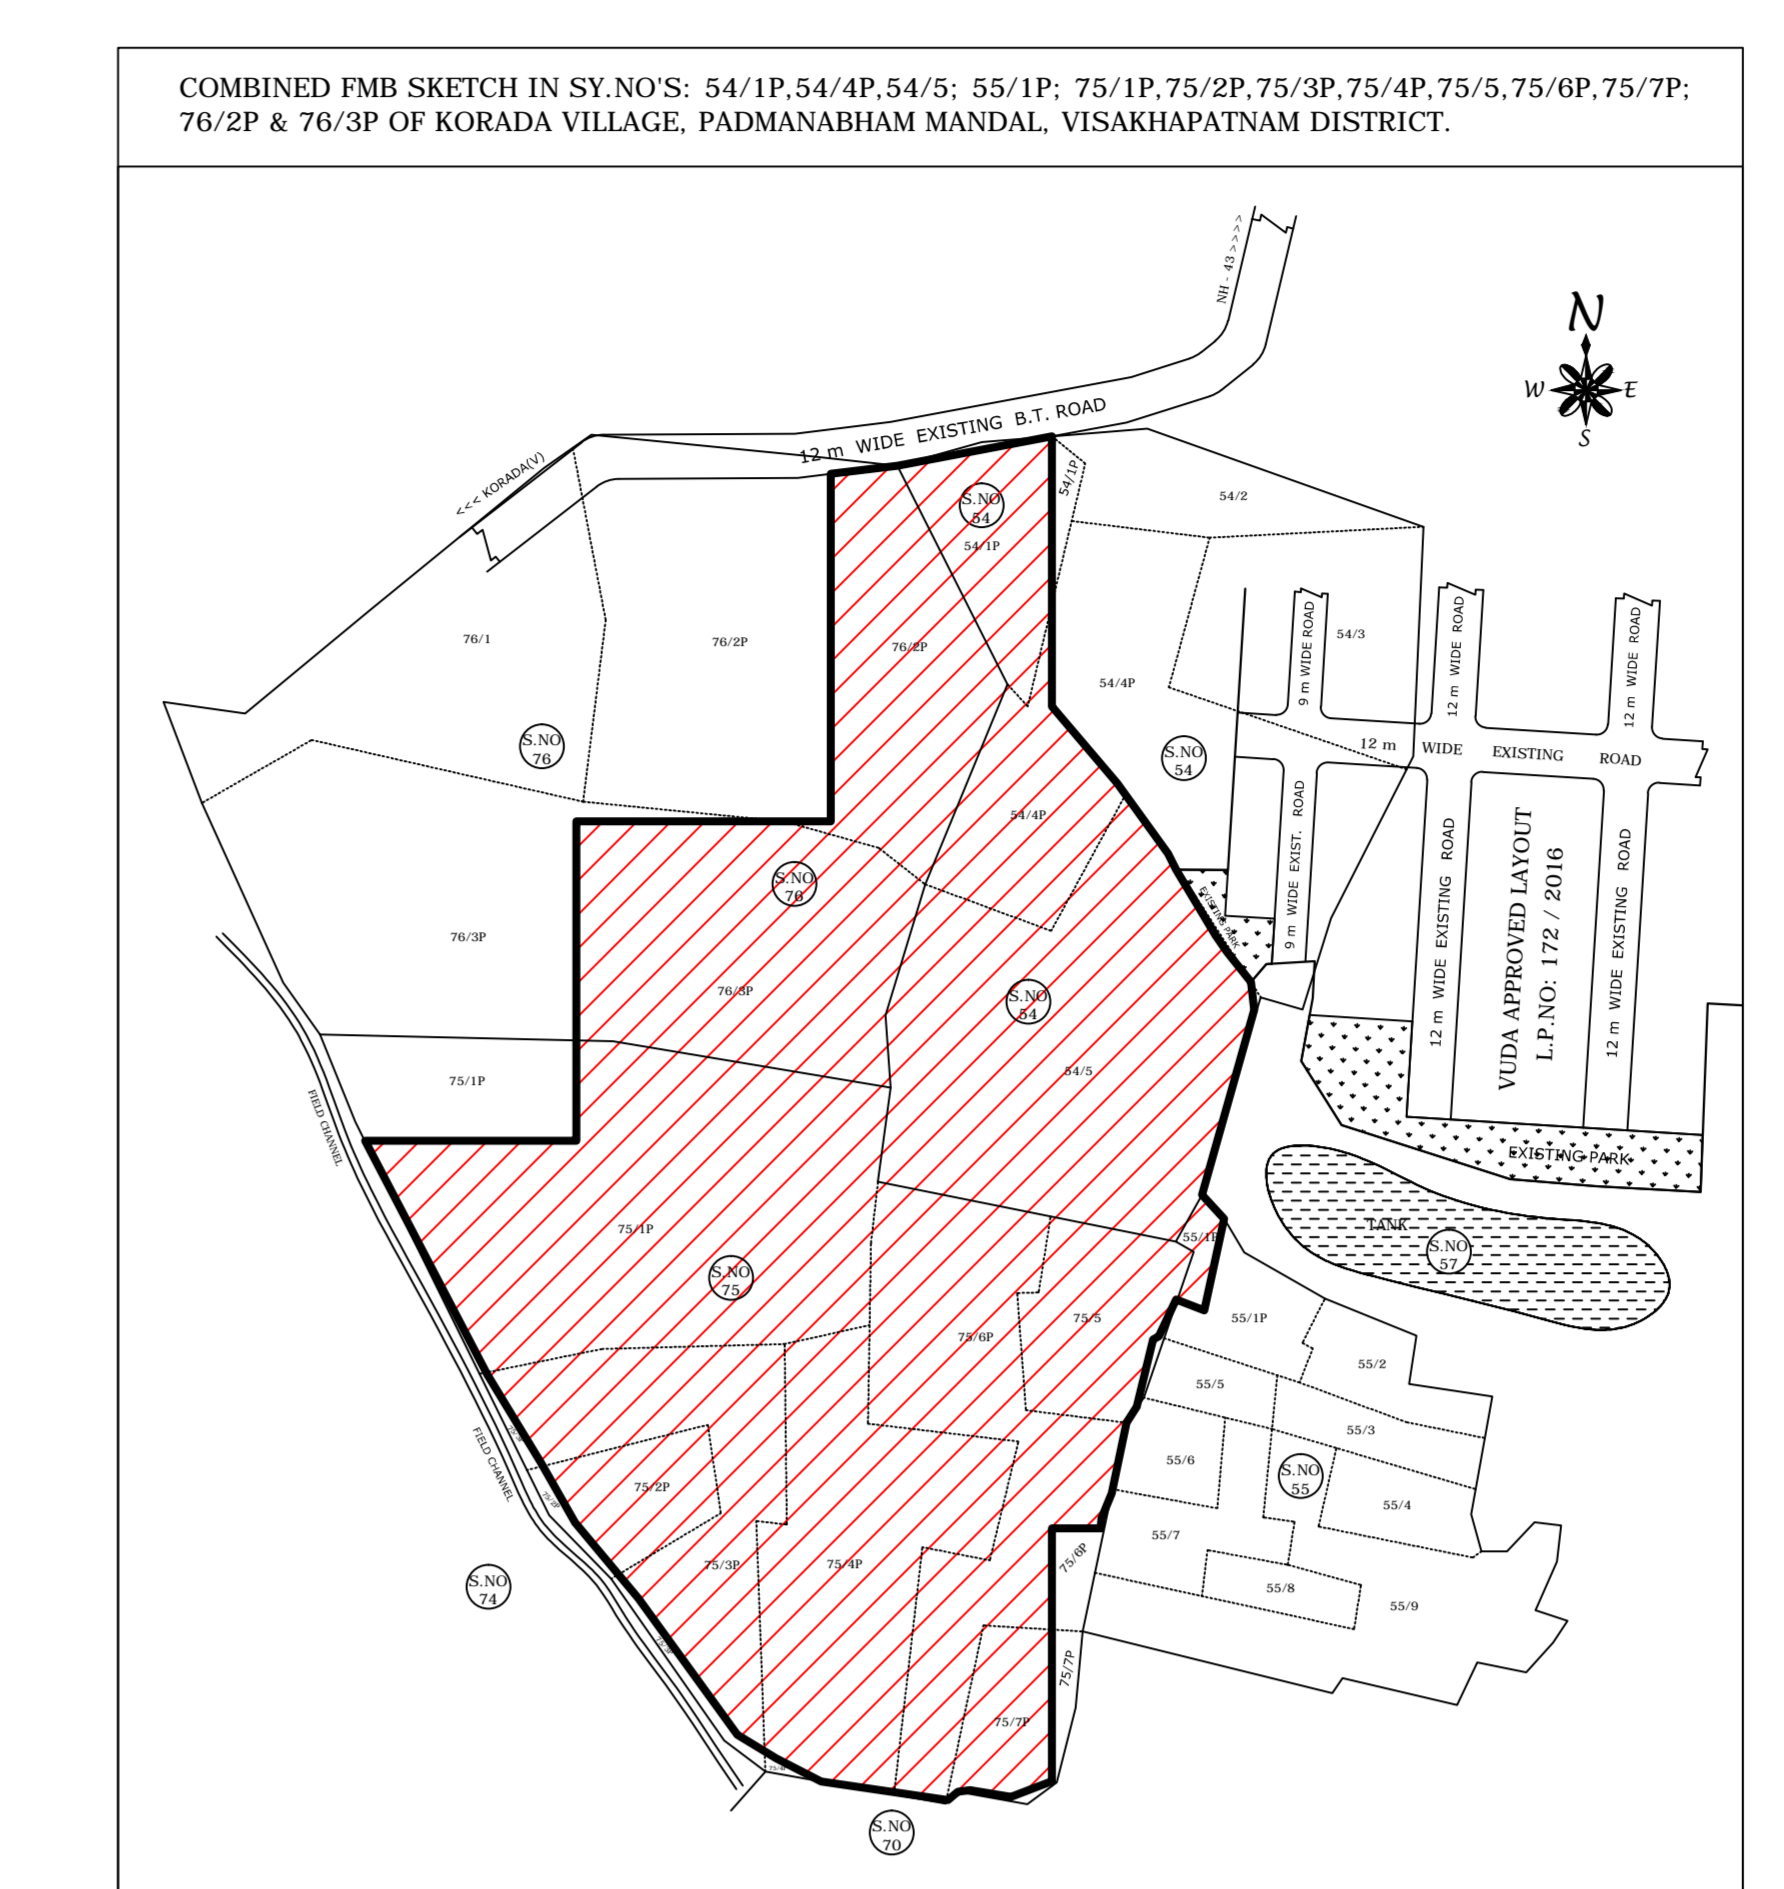 COMBINED FMB SKETCH IN SY.NO'S: 54/1P,54/4P,54/5; 55/1P; 75/1P,75/2P,75/3P,75/4P,75/5,75/6P,75/7P;
76/2P & 76/3P OF KORADA VILLAGE, PADMANABHAM MANDAL, VISAKHAPATNAM DISTRICT.
NH - 43 >>>>
N
W
E
S
12 m WIDE EXISTING B.T. ROAD
<<< KORADA(V)
S.NO
54
54/1P
54/1P
54/2
76/1
76/2P
76/2P
54/4P
54/3
9 m WIDE ROAD
12 m WIDE ROAD
12 m WIDE ROAD
S.NO
76
S.NO
54
12 m WIDE EXISTING ROAD
54/4P
S.NO
76
9 m WIDE EXIST. ROAD
12 m WIDE EXISTING ROAD
VUDA APPROVED LAYOUT
L.P.NO: 172 / 2016
12 m WIDE EXISTING ROAD
EXISTING PARK
76/3P
76/3P
S.NO
54
75/1P
54/5
FIELD CHANNEL
EXISTING PARK
75/1P
55/1P
TANK
S.NO
57
S.NO
75
75/6P
75/5
55/1P
55/2
55/5
55/3
FIELD CHANNEL
75/2P
75/2P
55/6
S.NO
55
55/4
55/7
75/3P
75/4P
75/6P
S.NO
74
55/8
55/9
75/7P
75/7P
S.NO
70